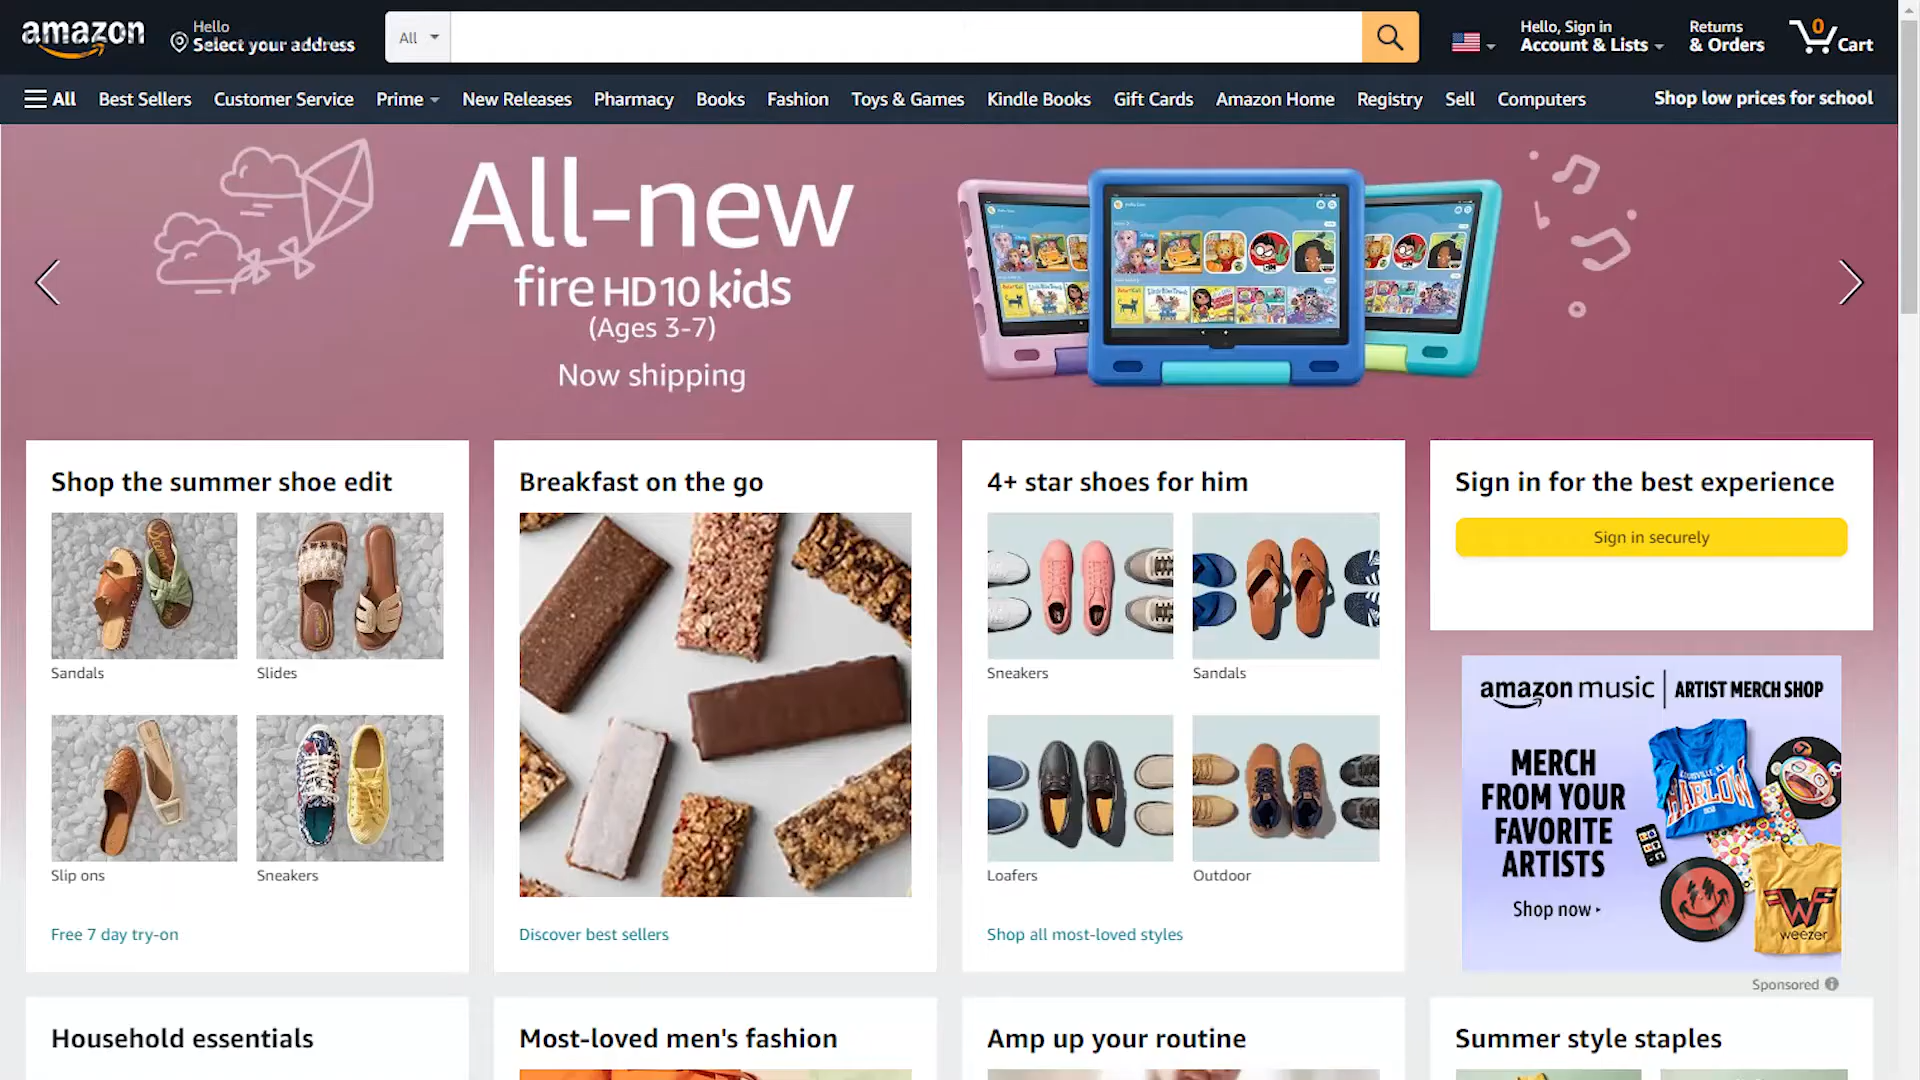 amazon
Hello
Select your address
All
Hello, Sign in
Account & Lists
Returns
& Orders
0
Cart
All
Best Sellers
Customer Service
Prime
New Releases
Pharmacy
Books
Fashion
Toys & Games
Kindle Books
Gift Cards
Amazon Home
Registry
Sell
Computers
Shop low prices for school
All-new
fire HD 10 kids
(Ages 3-7)
Now shipping
Shop the summer shoe edit
Sandals
Slides
Slip ons
Sneakers
Free 7 day try-on
Breakfast on the go
Discover best sellers
4+ star shoes for him
Sneakers
Sandals
Loafers
Outdoor
Shop all most-loved styles
Sign in for the best experience
Sign in securely
amazon music | ARTIST MERCH SHOP
MERCH
FROM YOUR
FAVORITE
ARTISTS
Shop now
LOUISVILLE, KY.
HARLOW
weezer
Sponsored
Household essentials
Most-loved men's fashion
Amp up your routine
Summer style staples